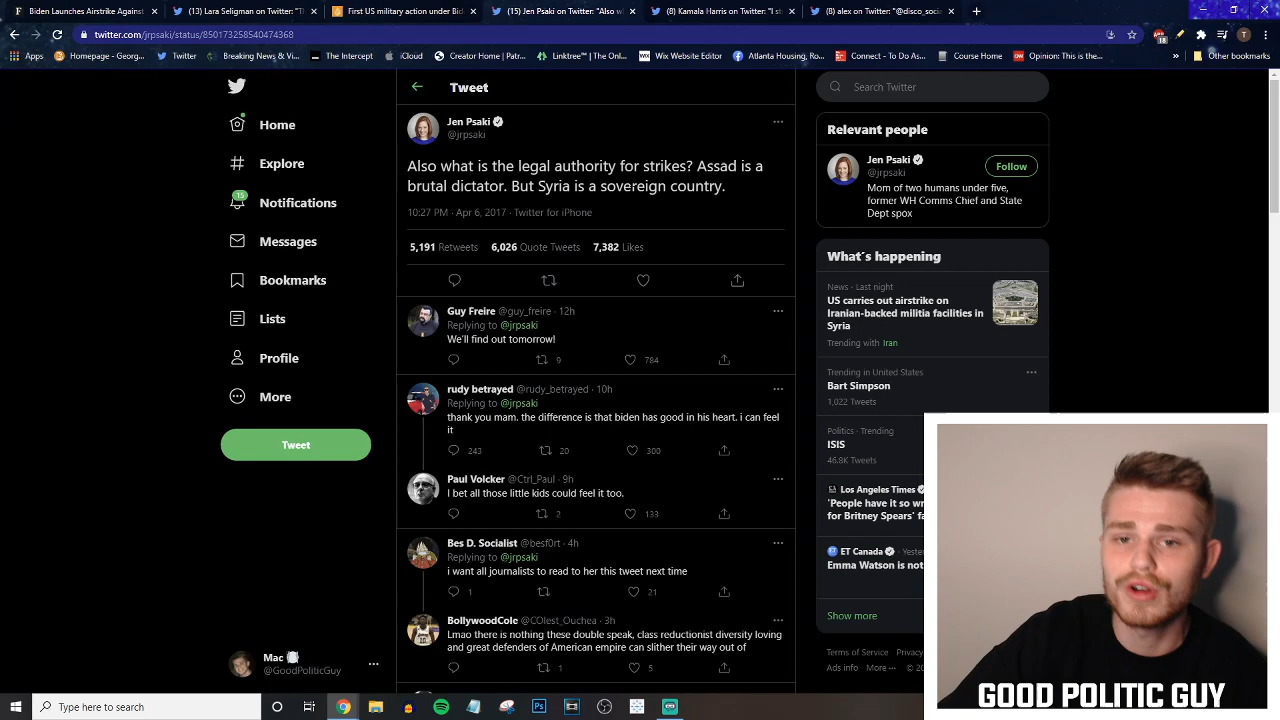 Biden Launches Airstrike Against
(13) Lara Seligman on Twitter: "Th
First US military action under Bid
(15) Jen Psaki on Twitter: "Also wh
(8) Kamala Harris on Twitter: "I st
(8) alex on Twitter: "@disco_socia
twitter.com/jrpsaki/status/850173258540474368
18
T
Apps
Homepage - Georg...
Twitter
Breaking News & Vi...
The Intercept
iCloud
Creator Home | Patr...
Linktree™ | The Onl...
Wix Website Editor
Atlanta Housing, Ro...
Connect - To Do As...
Course Home
Opinion: This is the...
»
Other bookmarks
Home
Explore
15
Notifications
Messages
Bookmarks
Lists
Profile
More
Tweet
Mac
@GoodPoliticGuy
Tweet
Jen Psaki
@jrpsaki
Also what is the legal authority for strikes? Assad is a
brutal dictator. But Syria is a sovereign country.
10:27 PM · Apr 6, 2017 · Twitter for iPhone
5,191 Retweets 6,026 Quote Tweets 7,382 Likes
Guy Freire @guy_freire · 12h
Replying to @jrpsaki
We'll find out tomorrow!
9 784
rudy betrayed @rudy_betrayed · 10h
Replying to @jrpsaki
thank you mam. the difference is that biden has good in his heart. i can feel
it
243 20 300
Paul Volcker @Ctrl_Paul · 9h
I bet all those little kids could feel it too.
2 133
Bes D. Socialist @besf0rt · 4h
Replying to @jrpsaki
i want all journalists to read to her this tweet next time
1 21
BollywoodCole @COlest_Ouchea · 3h
Lmao there is nothing these double speak, class reductionist diversity loving
and great defenders of American empire can slither their way out of
1 5
Search Twitter
Relevant people
Jen Psaki
@jrpsaki
Follow
Mom of two humans under five,
former WH Comms Chief and State
Dept spox
What's happening
News · Last night
US carries out airstrike on
Iranian-backed militia facilities in
Syria
Trending with Iran
Trending in United States
Bart Simpson
1,022 Tweets
Politics · Trending
ISIS
46.8K Tweets
Los Angeles Times
'People have it so wr
for Britney Spears' fa
ET Canada · Yester
Emma Watson is not
Show more
Terms of Service Privacy
Ads info More ··· © 20
GOOD POLITIC GUY
Type here to search